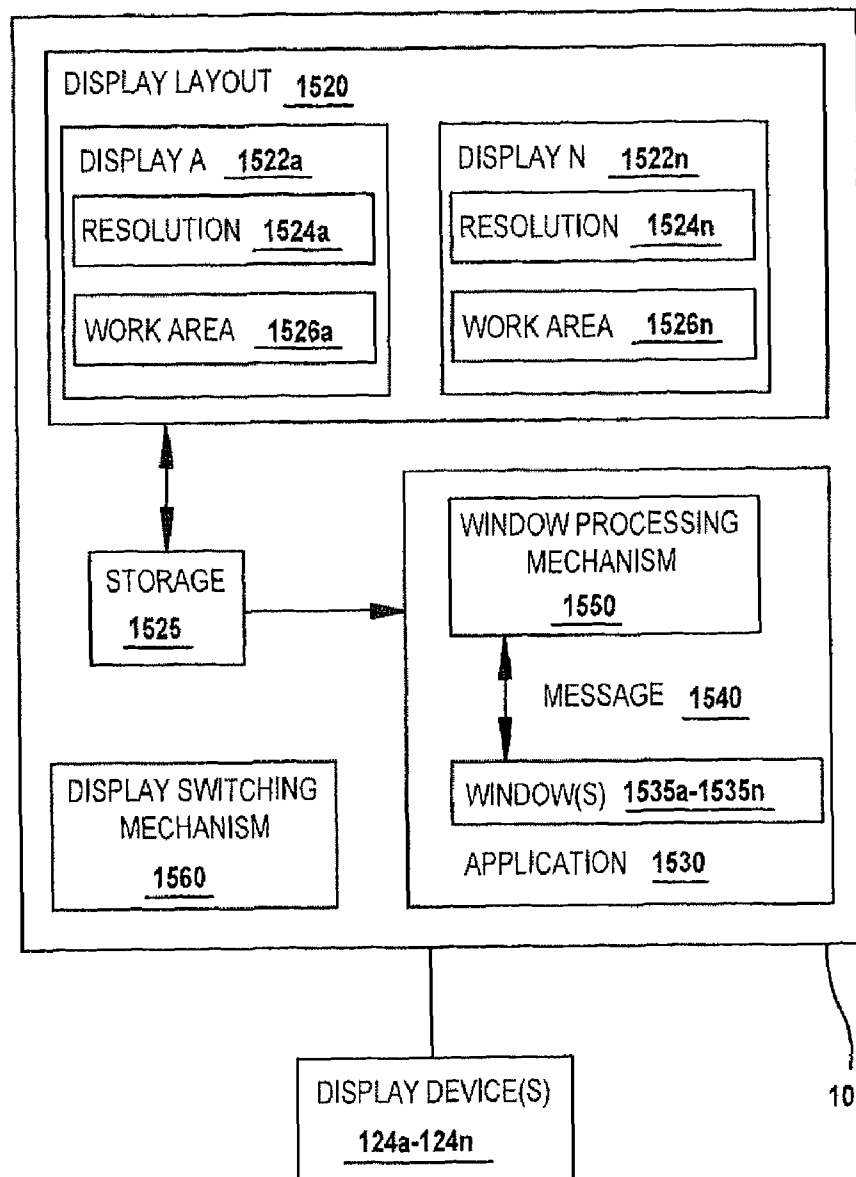 DISPLAY LAYOUT 1520
DISPLAY A 1522a
RESOLUTION 1524a
WORK AREA 1526a
DISPLAY N 1522n
RESOLUTION 1524n
WORK AREA 1526n
STORAGE
1525
WINDOW PROCESSING
MECHANISM
1550
MESSAGE 1540
WINDOW(S) 1535a-1535n
APPLICATION 1530
DISPLAY SWITCHING
MECHANISM
1560
10
DISPLAY DEVICE(S)
124a-124n